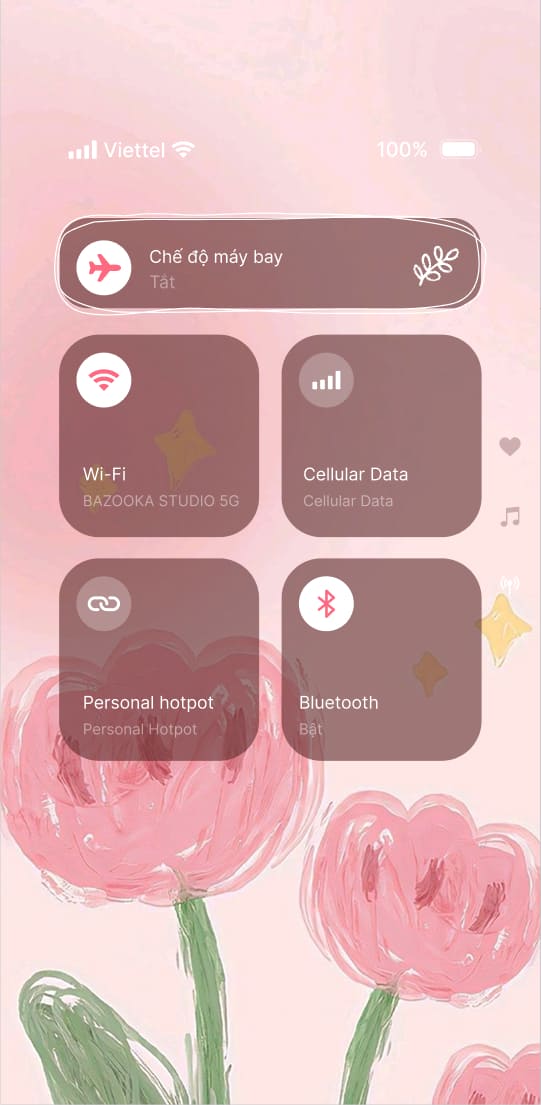 Viettel 100%
Chế độ máy bay
Tắt
Wi-Fi
BAZOOKA STUDIO 5G
Cellular Data
Cellular Data
Personal hotpot
Personal Hotpot
Bluetooth
Bật